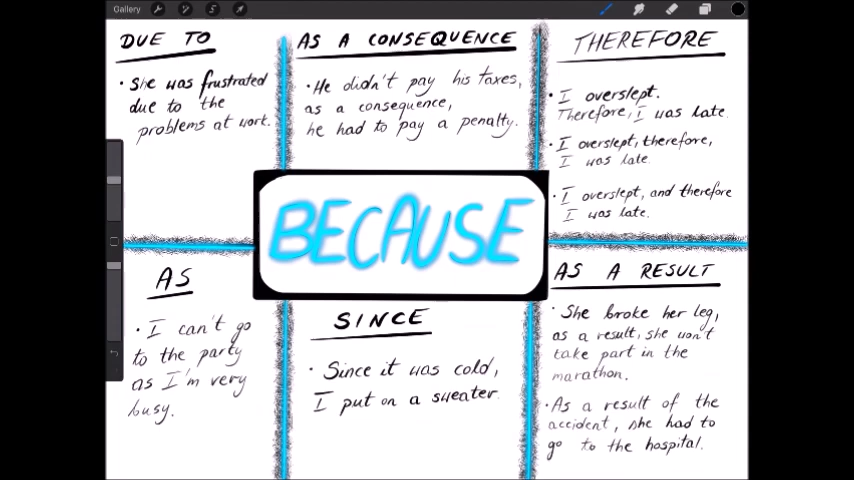 Gallery
DUE TO
• She was frustrated
due to the
problems at work.
AS A CONSEQUENCE
• He didn't pay his taxes,
as a consequence,
he had to pay a penalty.
THEREFORE
• I overslept.
Therefore, I was late.
• I overslept, therefore,
I was late.
• I overslept, and therefore
I was late.
BECAUSE
AS
• I can't go
to the party
as I'm very
busy.
SINCE
• Since it was cold,
I put on a sweater.
AS A RESULT
• She broke her leg,
as a result, she won't
take part in the
marathon.
• As a result of the
accident, she had to
go to the hospital.